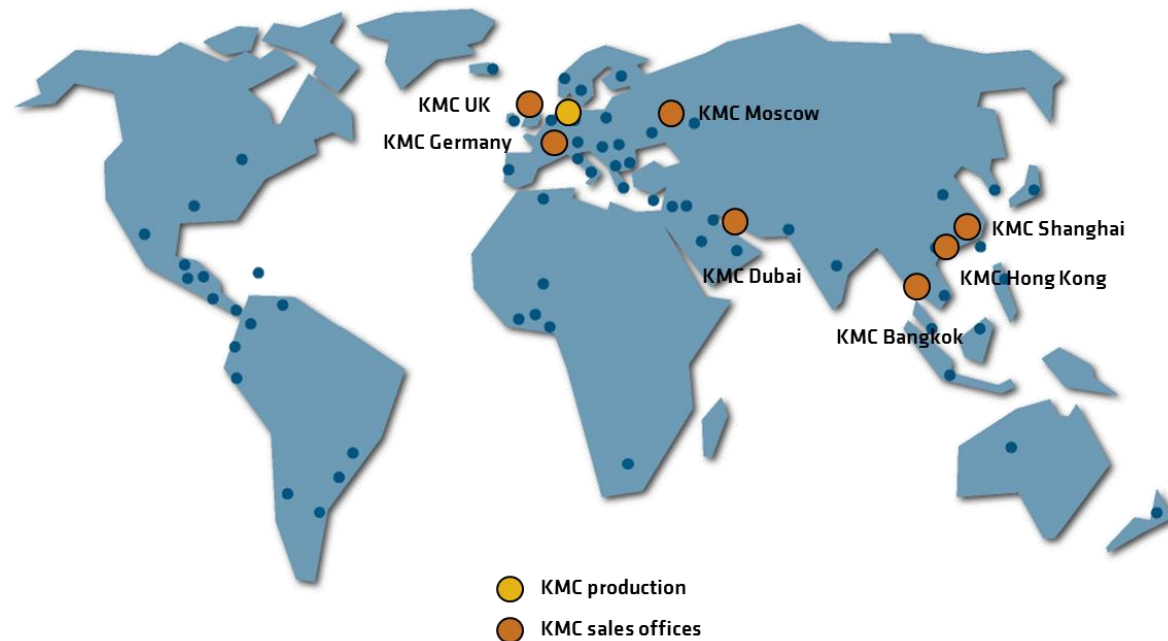 KMC UK
KMC Moscow
KMC Germany
KMC Shanghai
KMC Dubai
KMC Hong Kong
KMC Bangkok
KMC production
KMC sales offices